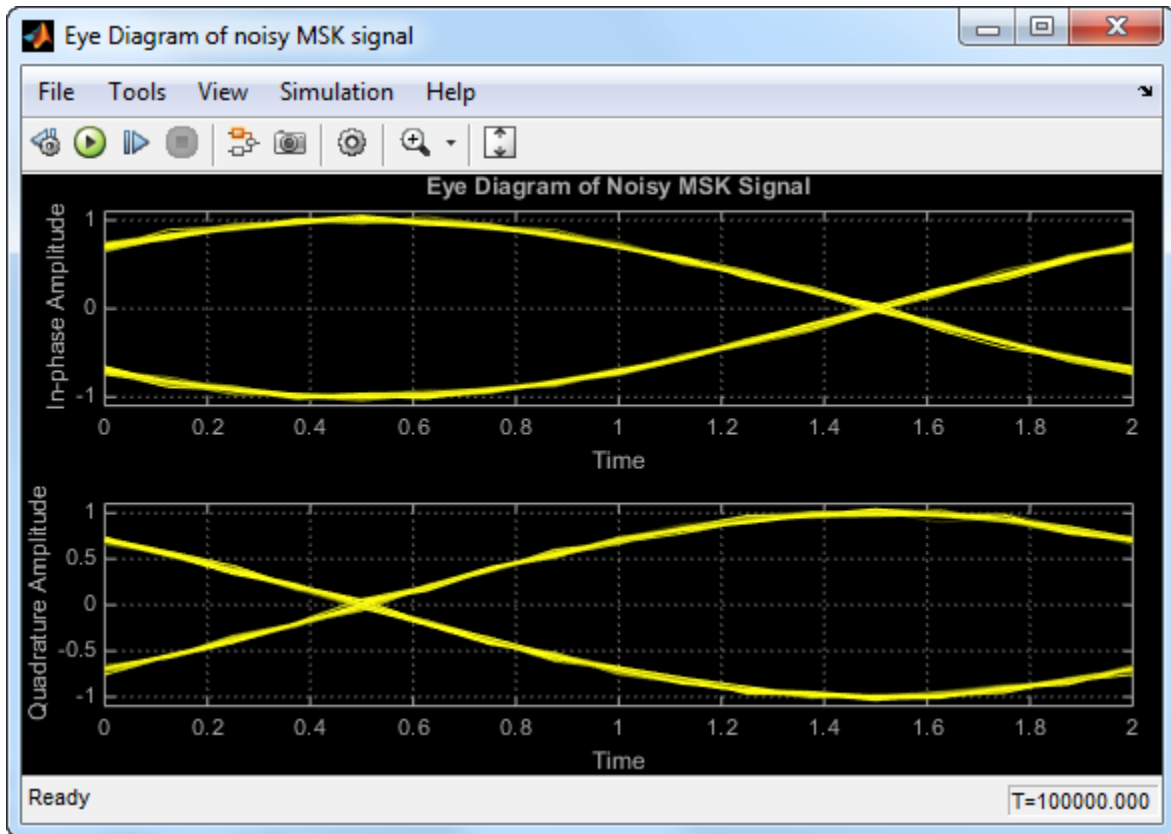 Eye Diagram of noisy MSK signal
File Tools View Simulation Help
Eye Diagram of Noisy MSK Signal
In-phase Amplitude
1
0
-1
0 0.2 0.4 0.6 0.8 1 1.2 1.4 1.6 1.8 2
Time
Quadrature Amplitude
1
0.5
0
-0.5
-1
0 0.2 0.4 0.6 0.8 1 1.2 1.4 1.6 1.8 2
Time
Ready T=100000.000